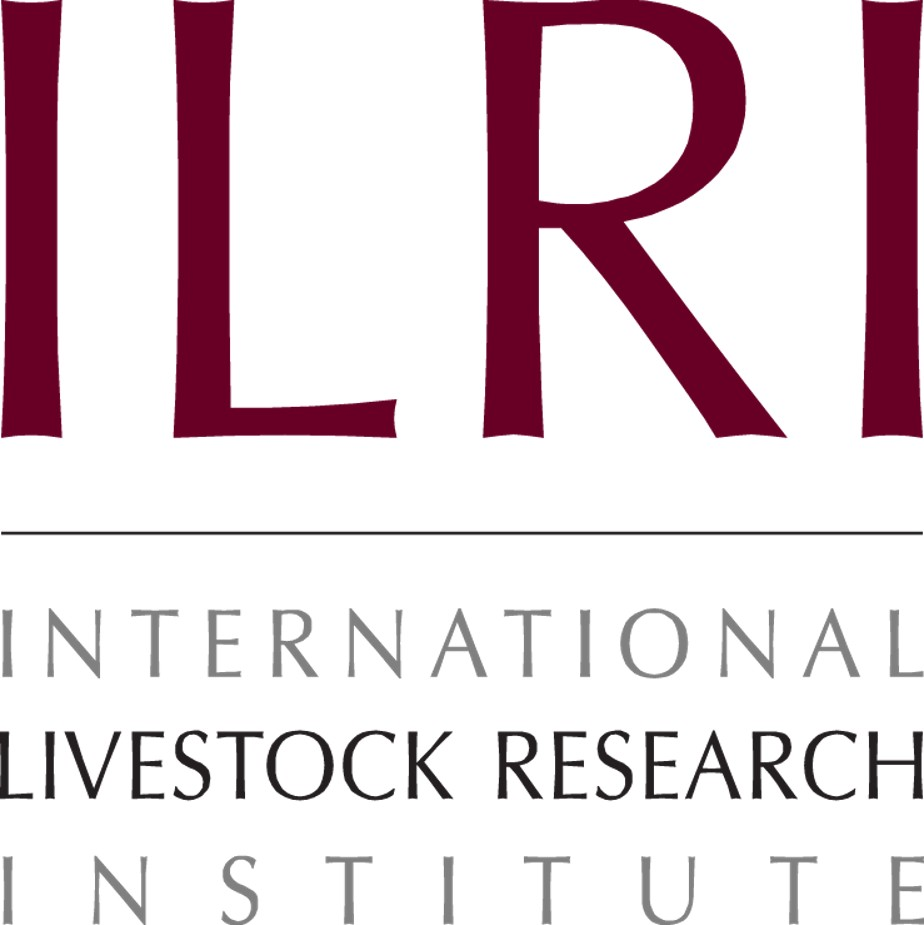 ILRI
INTERNATIONAL
LIVESTOCK RESEARCH
INSTITUTE